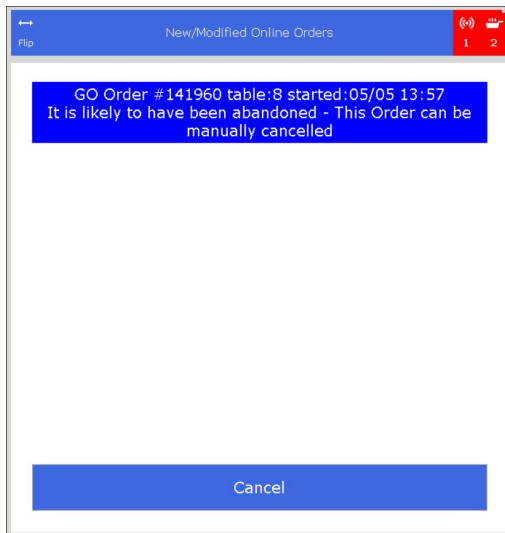 Flip
New/Modified Online Orders
1 2
GO Order #141960 table:8 started:05/05 13:57
It is likely to have been abandoned - This Order can be
manually cancelled
Cancel